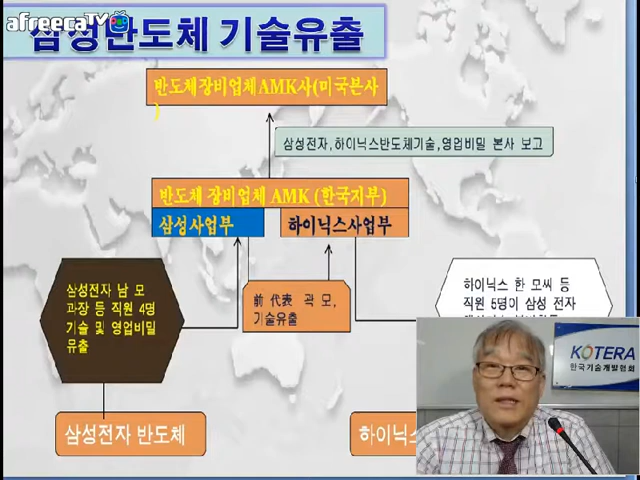 afreecaTV
삼성반도체 기술유출
반도체장비업체AMK사(미국본사
)
삼성전자,하이닉스반도체기술,영업비밀 본사 보고
반도체 장비업체 AMK (한국지부)
삼성사업부
하이닉스사업부
삼성전자 남 모
과장 등 직원 4명
기술 및 영업비밀
유출
前 代表 곽 모,
기술유출
하이닉스 한 모씨 등
직원 5명이 삼성 전자
KOTERA
한국기술개발협회
삼성전자 반도체
하이닉스